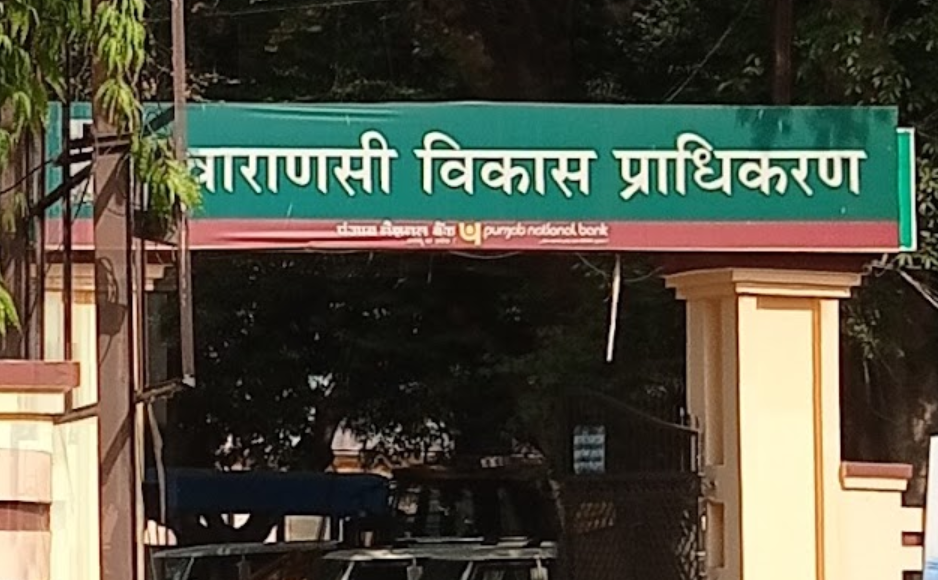 वाराणसी विकास प्राधिकरण
पंजाब नैशनल बैंक punjab national bank